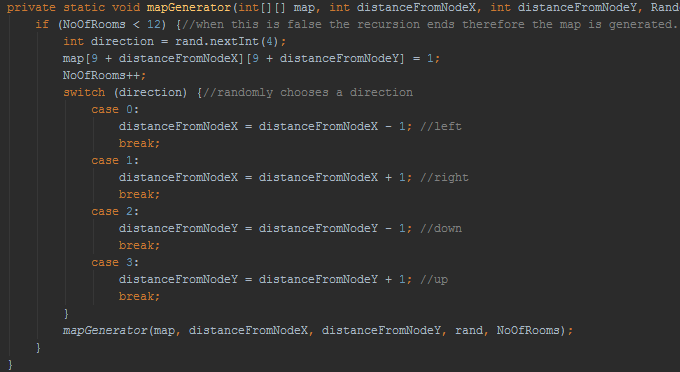 private static void mapGenerator(int[][] map, int distanceFromNodeX, int distanceFromNodeY, Rand
if (NoOfRooms < 12) {//when this is false the recursion ends therefore the map is generated.
int direction = rand.nextInt(4);
map[9 + distanceFromNodeX][9 + distanceFromNodeY] = 1;
NoOfRooms++;
switch (direction) {//randomly chooses a direction
case 0:
distanceFromNodeX = distanceFromNodeX - 1; //left
break;
case 1:
distanceFromNodeX = distanceFromNodeX + 1; //right
break;
case 2:
distanceFromNodeY = distanceFromNodeY - 1; //down
break;
case 3:
distanceFromNodeY = distanceFromNodeY + 1; //up
break;
}
mapGenerator(map, distanceFromNodeX, distanceFromNodeY, rand, NoOfRooms);
}
}